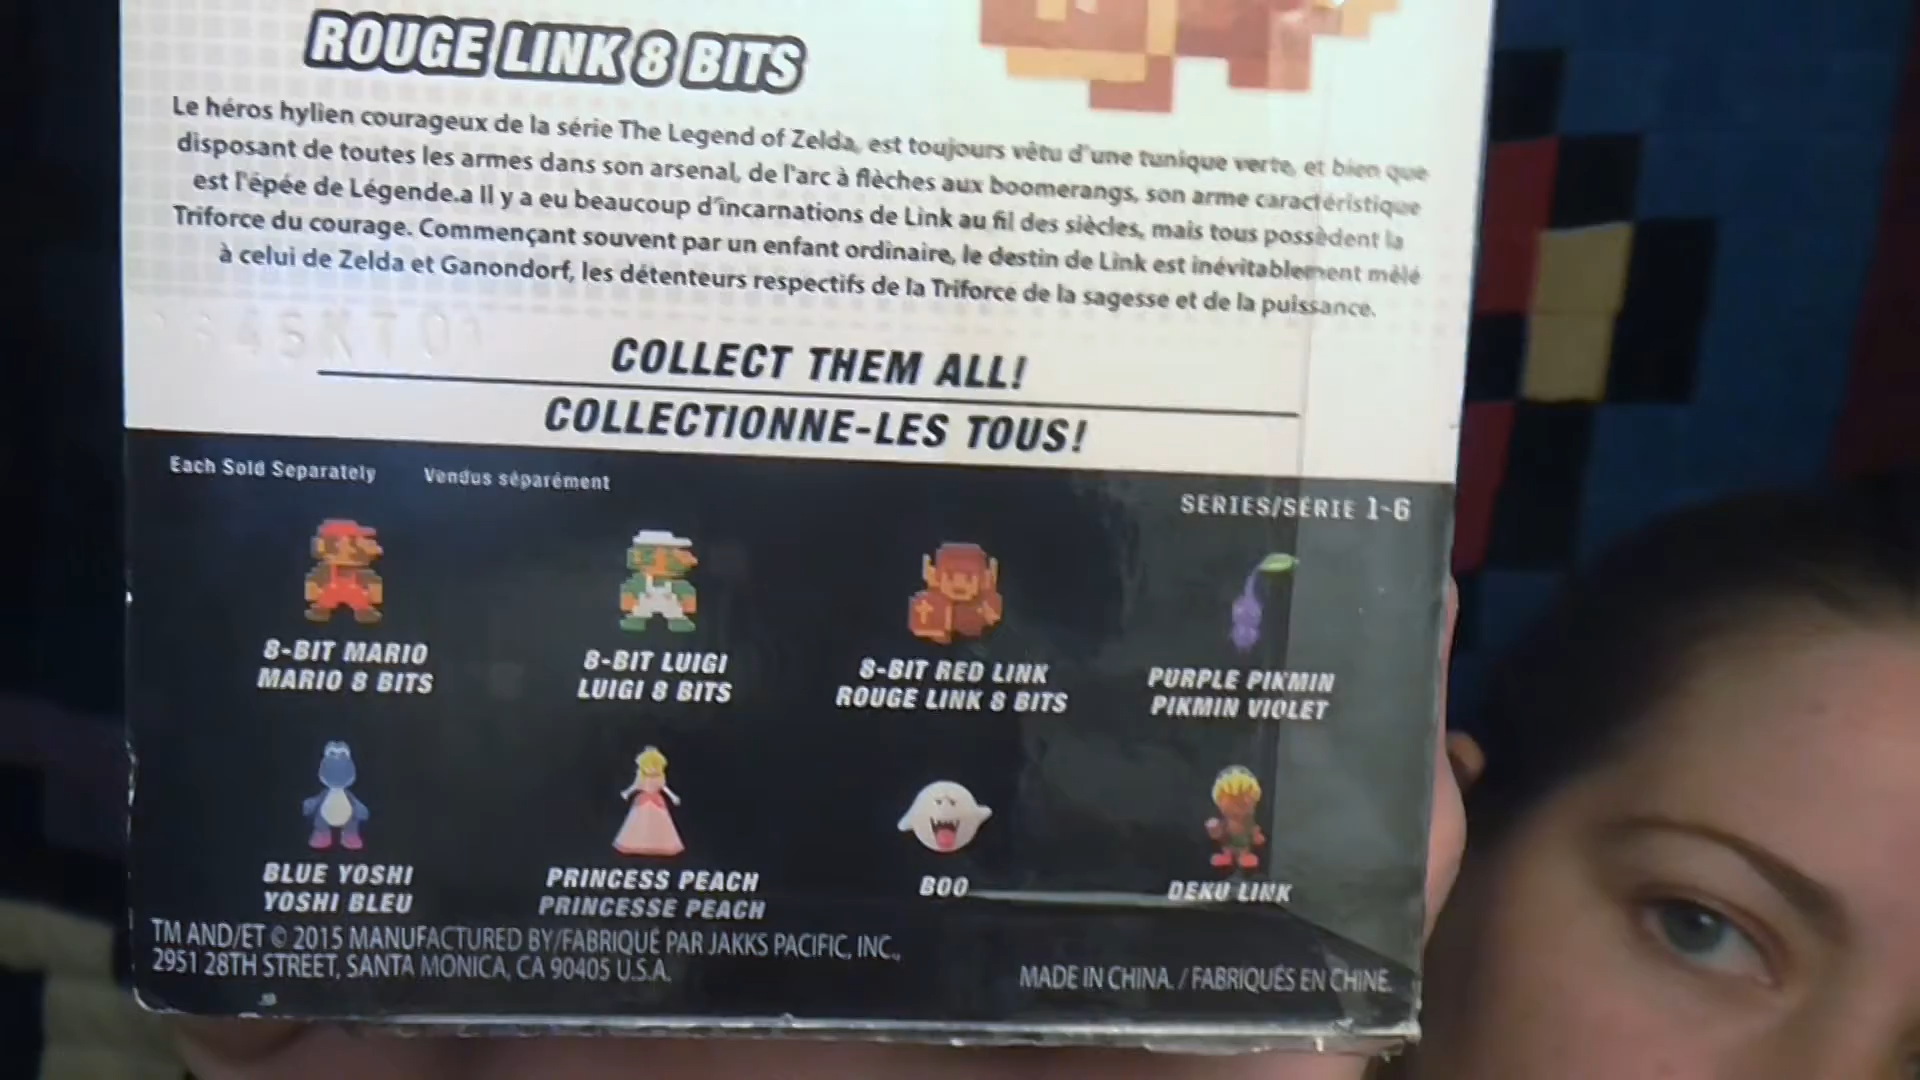 ROUGE LINK 8 BITS
Le héros hylien courageux de la série The Legend of Zelda, est toujours vêtu d'une tunique verte, et bien que
disposant de toutes les armes dans son arsenal, de l'arc à flèches aux boomerangs, son arme caractéristique
est l'épée de Légende.a Il y a eu beaucoup d'incarnations de Link au fil des siècles, mais tous possèdent la
Triforce du courage. Commençant souvent par un enfant ordinaire, le destin de Link est inévitablement mêlé
à celui de Zelda et Ganondorf, les détenteurs respectifs de la Triforce de la sagesse et de la puissance.
COLLECT THEM ALL!
COLLECTIONNE-LES TOUS!
Each Sold Separately Vendus séparément
SERIES/SÉRIE 1-6
8-BIT MARIO
MARIO 8 BITS
8-BIT LUIGI
LUIGI 8 BITS
8-BIT RED LINK
ROUGE LINK 8 BITS
PURPLE PIKMIN
PIKMIN VIOLET
BLUE YOSHI
YOSHI BLEU
PRINCESS PEACH
PRINCESSE PEACH
BOO
DEKU LINK
TM AND/ET © 2015 MANUFACTURED BY/FABRIQUÉ PAR JAKKS PACIFIC, INC.,
2951 28TH STREET, SANTA MONICA, CA 90405 U.S.A.
MADE IN CHINA. / FABRIQUÉS EN CHINE.